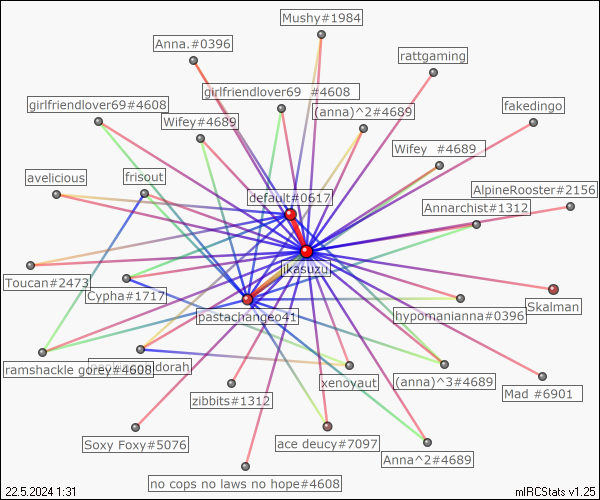 Mushy#1984
Anna.#0396
rattgaming
girlfriendlover69 #4608
girlfriendlover69#4608
(anna)^2#4689
fakedingo
Wifey#4689
Wifey #4689
avelicious
frisout
AlpineRooster#2156
default#0617
Annarchist#1312
jkasuzu
Toucan#2473
Cypha#1717
Skalman
pastachangeo41
hypomanianna#0396
ramshackle gorey#4608
dorah
xenoyaut
(anna)^3#4689
Mad #6901
zibbits#1312
Soxy Foxy#5076
ace deucy#7097
Anna^2#4689
no cops no laws no hope#4608
22.5.2024 1:31
mIRCStats v1.25